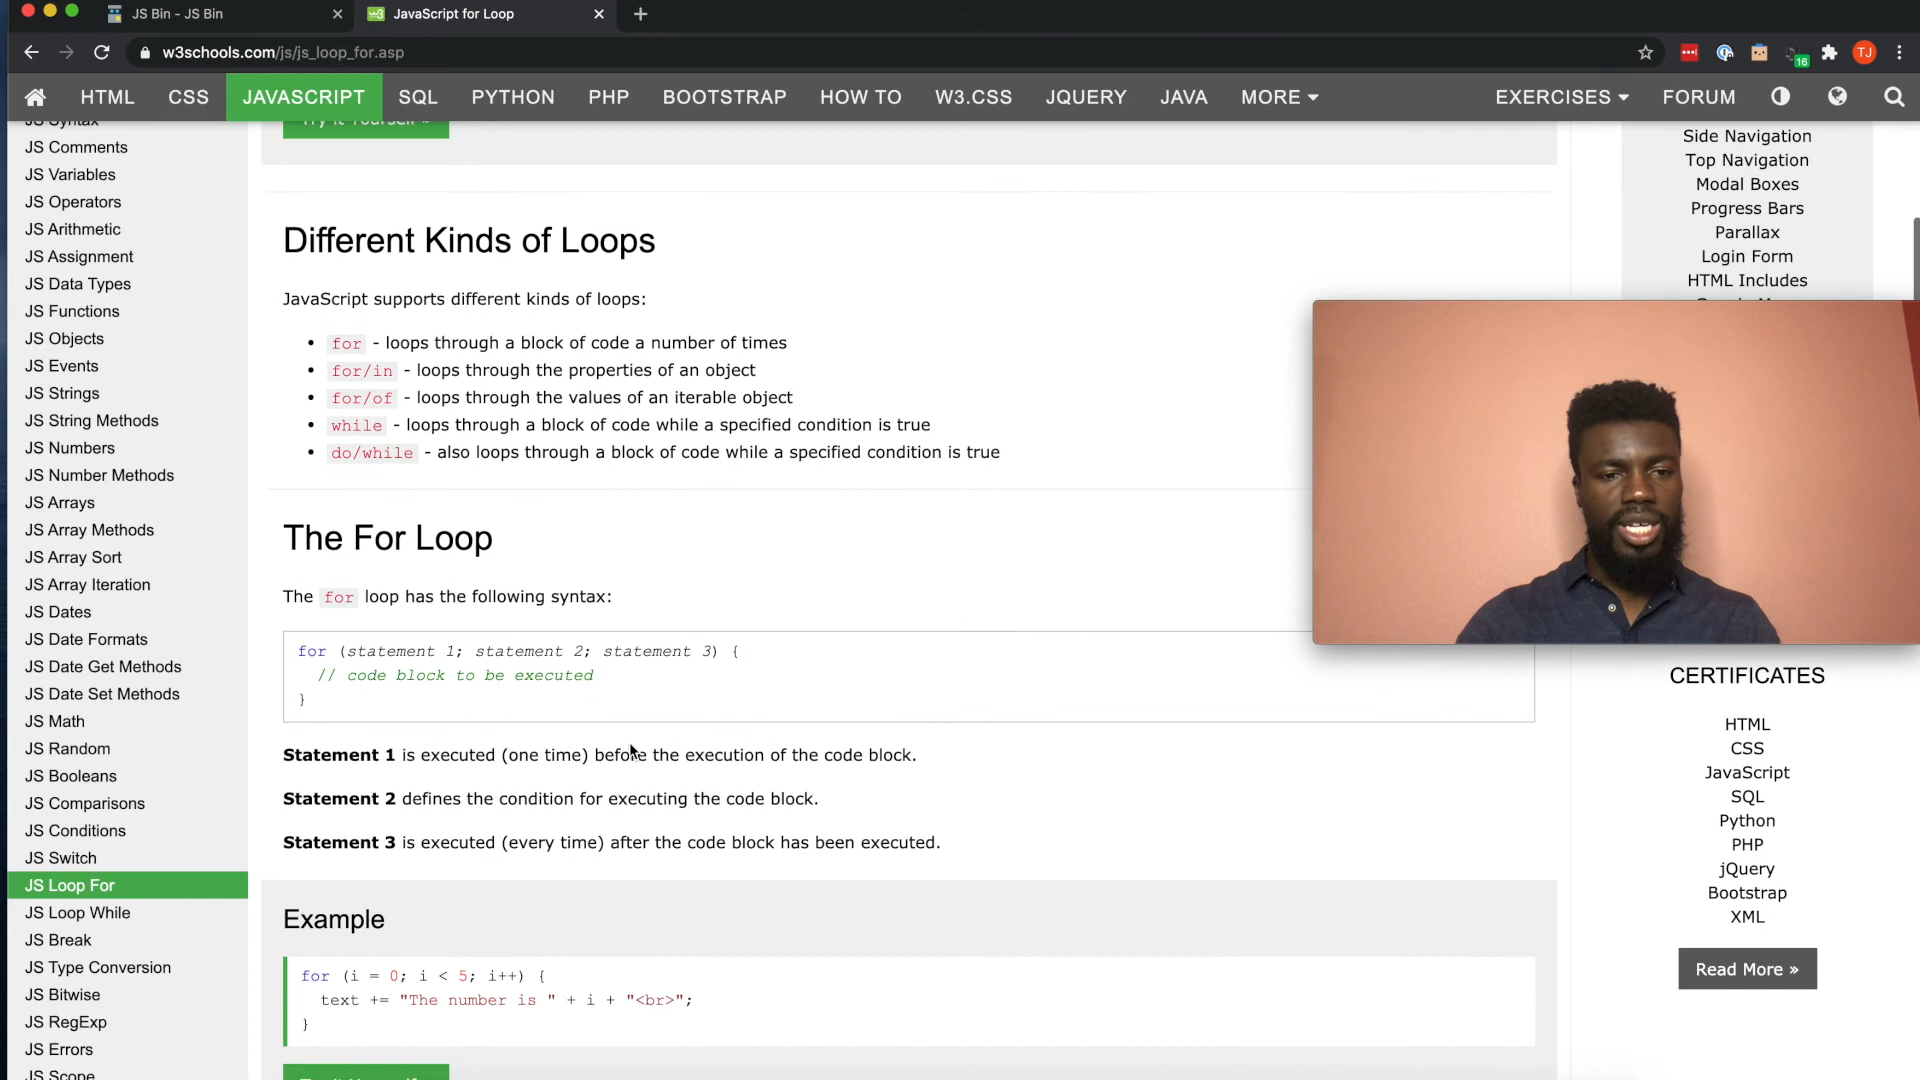 JS Bin - JS Bin
JavaScript for Loop
w3schools.com/js/js_loop_for.asp
16
TJ
HTML
CSS
JAVASCRIPT
SQL
PYTHON
PHP
BOOTSTRAP
HOW TO
W3.CSS
JQUERY
JAVA
MORE
EXERCISES
FORUM
JS Syntax
JS Comments
JS Variables
JS Operators
JS Arithmetic
JS Assignment
JS Data Types
JS Functions
JS Objects
JS Events
JS Strings
JS String Methods
JS Numbers
JS Number Methods
JS Arrays
JS Array Methods
JS Array Sort
JS Array Iteration
JS Dates
JS Date Formats
JS Date Get Methods
JS Date Set Methods
JS Math
JS Random
JS Booleans
JS Comparisons
JS Conditions
JS Switch
JS Loop For
JS Loop While
JS Break
JS Type Conversion
JS Bitwise
JS RegExp
JS Errors
JS Scope
Try it Yourself »
Different Kinds of Loops
JavaScript supports different kinds of loops:
• for - loops through a block of code a number of times
• for/in - loops through the properties of an object
• for/of - loops through the values of an iterable object
• while - loops through a block of code while a specified condition is true
• do/while - also loops through a block of code while a specified condition is true
The For Loop
The for loop has the following syntax:
for (statement 1; statement 2; statement 3) {
// code block to be executed
}
Statement 1 is executed (one time) before the execution of the code block.
Statement 2 defines the condition for executing the code block.
Statement 3 is executed (every time) after the code block has been executed.
Example
for (i = 0; i < 5; i++) {
text += "The number is " + i + "<br>";
}
Side Navigation
Top Navigation
Modal Boxes
Progress Bars
Parallax
Login Form
HTML Includes
CERTIFICATES
HTML
CSS
JavaScript
SQL
Python
PHP
jQuery
Bootstrap
XML
Read More »